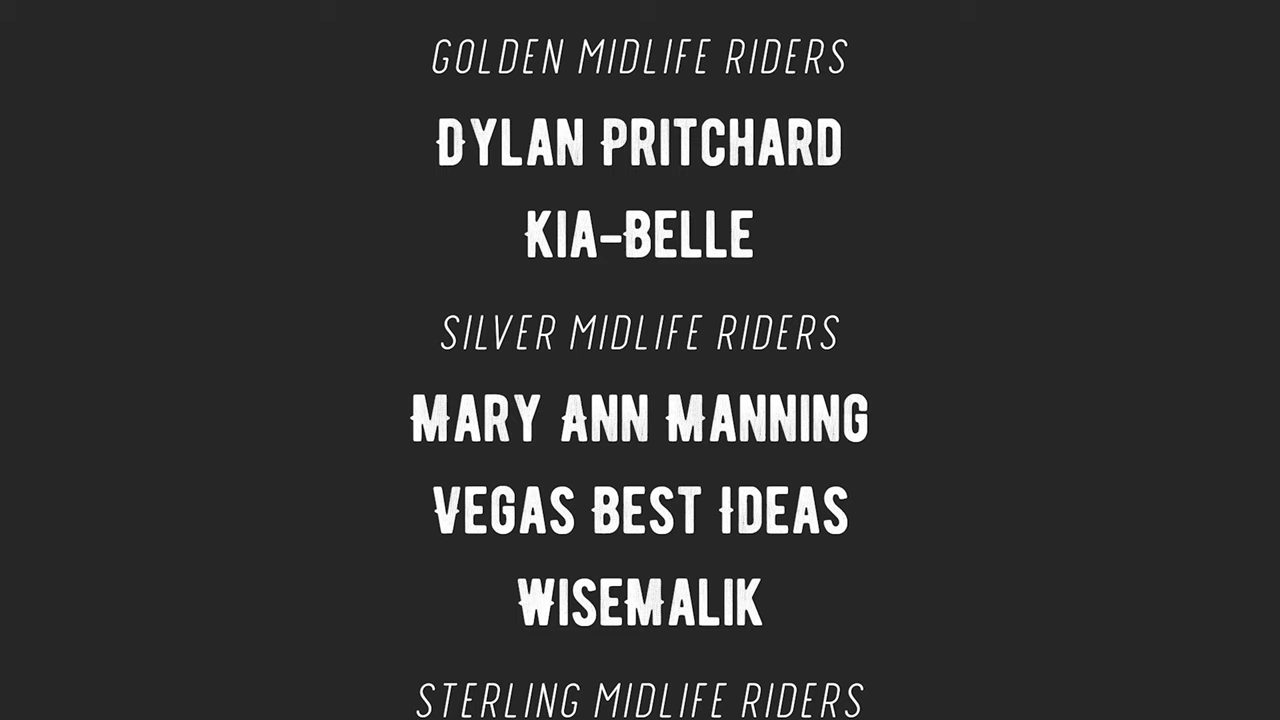 GOLDEN MIDLIFE RIDERS
DYLAN PRITCHARD
KIA-BELLE
SILVER MIDLIFE RIDERS
MARY ANN MANNING
VEGAS BEST IDEAS
WISEMALIK
STERLING MIDLIFE RIDERS